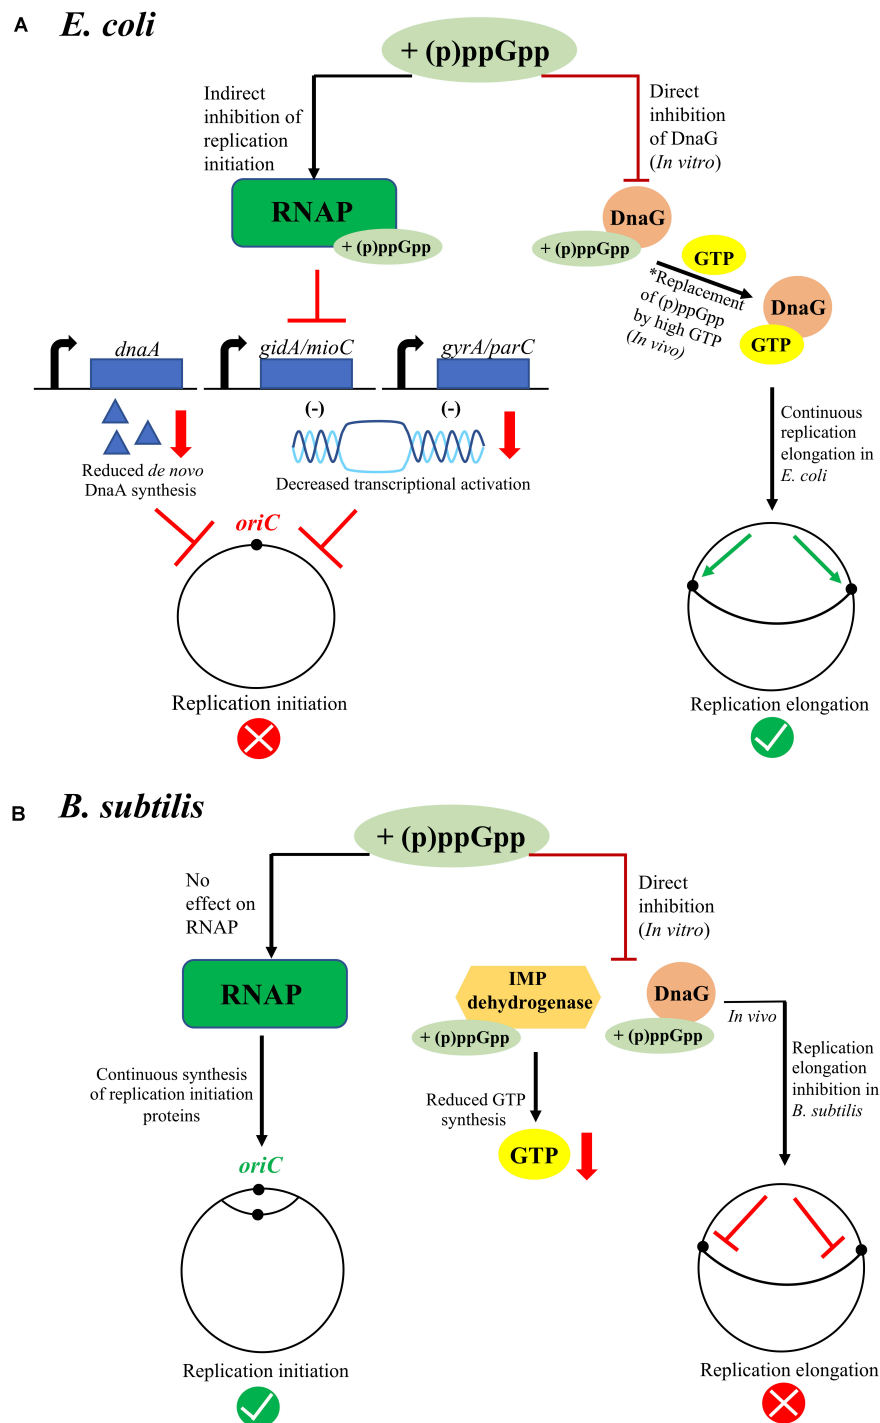 A
E. coli
+ (p)ppGpp
Indirect
inhibition of
replication
initiation
Direct
inhibition
of DnaG
(In vitro)
RNAP
+ (p)ppGpp
DnaG
+ (p)ppGpp
GTP
*Replacement
of (p)ppGpp
by high GTP
(In vivo)
DnaG
GTP
dnaA
gidA/mioC
gyrA/parC
(-)
(-)
Reduced de novo
DnaA synthesis
Decreased transcriptional activation
Continuous
replication
elongation in
E. coli
oriC
Replication initiation
Replication elongation
B
B. subtilis
+ (p)ppGpp
No
effect on
RNAP
Direct
inhibition
(In vitro)
RNAP
IMP
dehydrogenase
+ (p)ppGpp
DnaG
+ (p)ppGpp
In vivo
Continuous synthesis
of replication initiation
proteins
Reduced GTP
synthesis
GTP
Replication
elongation
inhibition in
B. subtilis
oriC
Replication initiation
Replication elongation